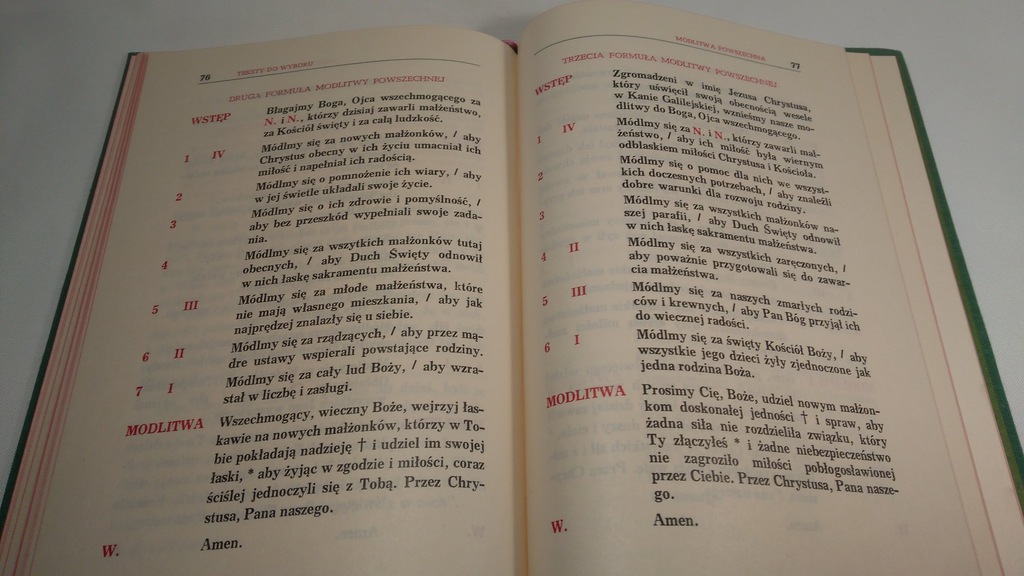 76 TEKSTY DO WYBORU
DRUGA FORMUŁA MODLITWY POWSZECHNEJ
WSTĘP Błagajmy Boga, Ojca wszechmogącego za
N. i N., którzy dzisiaj zawarli małżeństwo,
za Kościół święty i za całą ludzkość.
1 IV Módlmy się za nowych małżonków, / aby
Chrystus obecny w ich życiu umacniał ich
miłość i napełniał ich radością.
2 Módlmy się o pomnożenie ich wiary, / aby
w jej świetle układali swoje życie.
3 Módlmy się o ich zdrowie i pomyślność, /
aby bez przeszkód wypełniali swoje zada-
nia.
4 Módlmy się za wszytkich małżonków tutaj
obecnych, / aby Duch Święty odnowił
w nich łaskę sakramentu małżeństwa.
5 III Módlmy się za młode małżeństwa, które
nie mają własnego mieszkania, / aby jak
najprędzej znalazły się u siebie.
6 II Módlmy się za rządzących, / aby przez mą-
dre ustawy wspierali powstające rodziny.
7 I Módlmy się za cały lud Boży, / aby wzra-
stał w liczbę i zasługi.
MODLITWA Wszechmogący, wieczny Boże, wejrzyj łas-
kawie na nowych małżonków, którzy w To-
bie pokładają nadzieję † i udziel im swojej
łaski, * aby żyjąc w zgodzie i miłości, coraz
ściślej jednoczyli się z Tobą. Przez Chry-
stusa, Pana naszego.
W. Amen.
MODLITWA POWSZECHNA 77
TRZECIA FORMUŁA MODLITWY POWSZECHNEJ
WSTĘP Zgromadzeni w imię Jezusa Chrystusa,
który uświęcił swoją obecnością wesele
w Kanie Galilejskiej, wznieśmy nasze mo-
dlitwy do Boga, Ojca wszechmogącego.
1 IV Módlmy się za N. i N., którzy zawarli mał-
żeństwo, / aby ich miłość była wiernym
odblaskiem miłości Chrystusa i Kościoła.
2 Módlmy się o pomoc dla nich we wszyst-
kich doczesnych potrzebach, / aby znaleźli
dobre warunki dla rozwoju rodziny.
3 Módlmy się za wszystkich małżonków na-
szej parafii, / aby Duch Święty odnowił
w nich łaskę sakramentu małżeństwa.
4 II Módlmy się za wszystkich zaręczonych, /
aby poważnie przygotowali się do zawar-
cia małżeństwa.
5 III Módlmy się za naszych zmarłych rodzi-
ców i krewnych, / aby Pan Bóg przyjął ich
do wiecznej radości.
6 I Módlmy się za święty Kościół Boży, / aby
wszystkie jego dzieci żyły zjednoczone jak
jedna rodzina Boża.
MODLITWA Prosimy Cię, Boże, udziel nowym małżon-
kom doskonałej jedności † i spraw, aby
żadna siła nie rozdzieliła związku, który
Ty złączyłeś * i żadne niebezpieczeństwo
nie zagroziło miłości pobłogosławionej
przez Ciebie. Przez Chrystusa, Pana nasze-
go.
W. Amen.